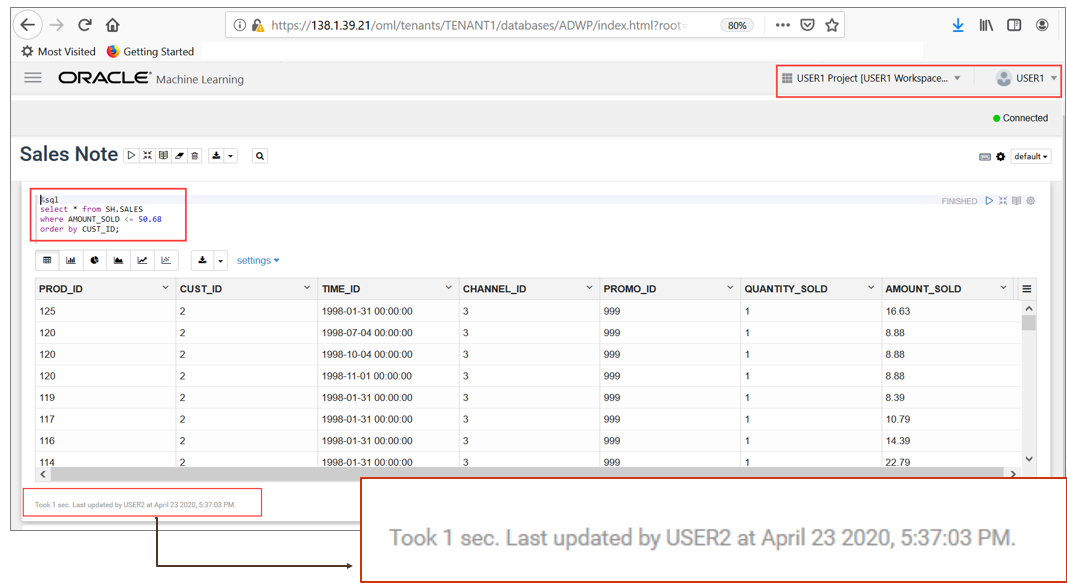 https://138.1.39.21/oml/tenants/TENANT1/databases/ADWP/index.html?root=
80%
Most Visited Getting Started
ORACLE Machine Learning
USER1 Project [USER1 Workspace... USER1
Connected
Sales Note
default
%sql
FINISHED
select * from SH.SALES
where AMOUNT_SOLD <= 50.68
order by CUST_ID;
settings
PROD_ID CUST_ID TIME_ID CHANNEL_ID PROMO_ID QUANTITY_SOLD AMOUNT_SOLD
125 2 1998-01-31 00:00:00 3 999 1 16.63
120 2 1998-07-04 00:00:00 3 999 1 8.88
120 2 1998-10-04 00:00:00 3 999 1 8.88
120 2 1998-11-01 00:00:00 3 999 1 8.88
119 2 1998-01-31 00:00:00 3 999 1 8.39
117 2 1998-01-31 00:00:00 3 999 1 10.79
116 2 1998-01-31 00:00:00 3 999 1 14.39
114 2 1998-01-31 00:00:00 3 999 1 22.79
Took 1 sec. Last updated by USER2 at April 23 2020, 5:37:03 PM.
Took 1 sec. Last updated by USER2 at April 23 2020, 5:37:03 PM.